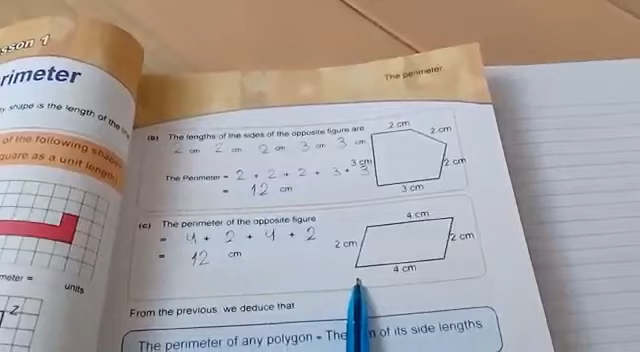 sson 1
rimeter
y shape is the length of the
of the following shapes
quare as a unit length
meter = units
Z
The perimeter
(b) The lengths of the sides of the opposite figure are
2 cm 2 cm 2 cm 3 cm 3 cm
The Perimeter = 2 + 2 + 2 + 3 + 3
= 12 cm
2 cm
2 cm
2 cm
3 cm
3 cm
(c) The perimeter of the opposite figure
= 4 + 2 + 4 + 2
= 12 cm
4 cm
2 cm
2 cm
4 cm
From the previous, we deduce that
The perimeter of any polygon = The m of its side lengths